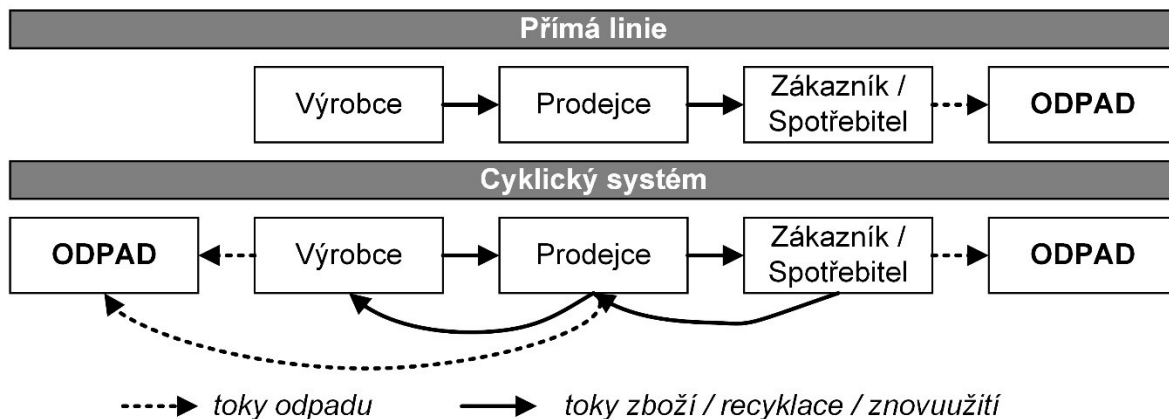 Přímá linie
Výrobce
Prodejce
Zákazník /
Spotřebitel
ODPAD
Cyklický systém
ODPAD
Výrobce
Prodejce
Zákazník /
Spotřebitel
ODPAD
toky odpadu
toky zboží / recyklace / znovuužití